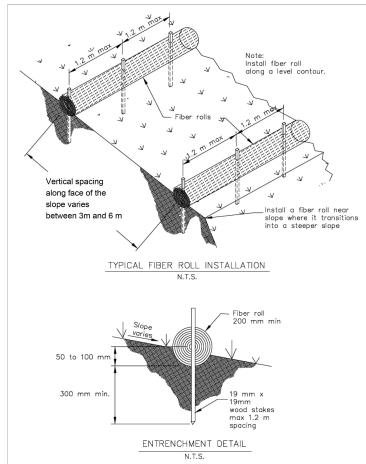 1.2 m max
1.2 m max
Note:
Install fiber roll
along a level contour.
Fiber rolls
1.2 m max
1.2 m max
Vertical spacing
along face of the
slope varies
between 3m and 6 m
Install a fiber roll near
slope where it transitions
into a steeper slope
TYPICAL FIBER ROLL INSTALLATION
N.T.S.
Fiber roll
200 mm min
Slope
varies
50 to 100 mm
300 mm min.
19 mm x
19mm
wood stakes
max 1.2 m
spacing
ENTRENCHMENT DETAIL
N.T.S.